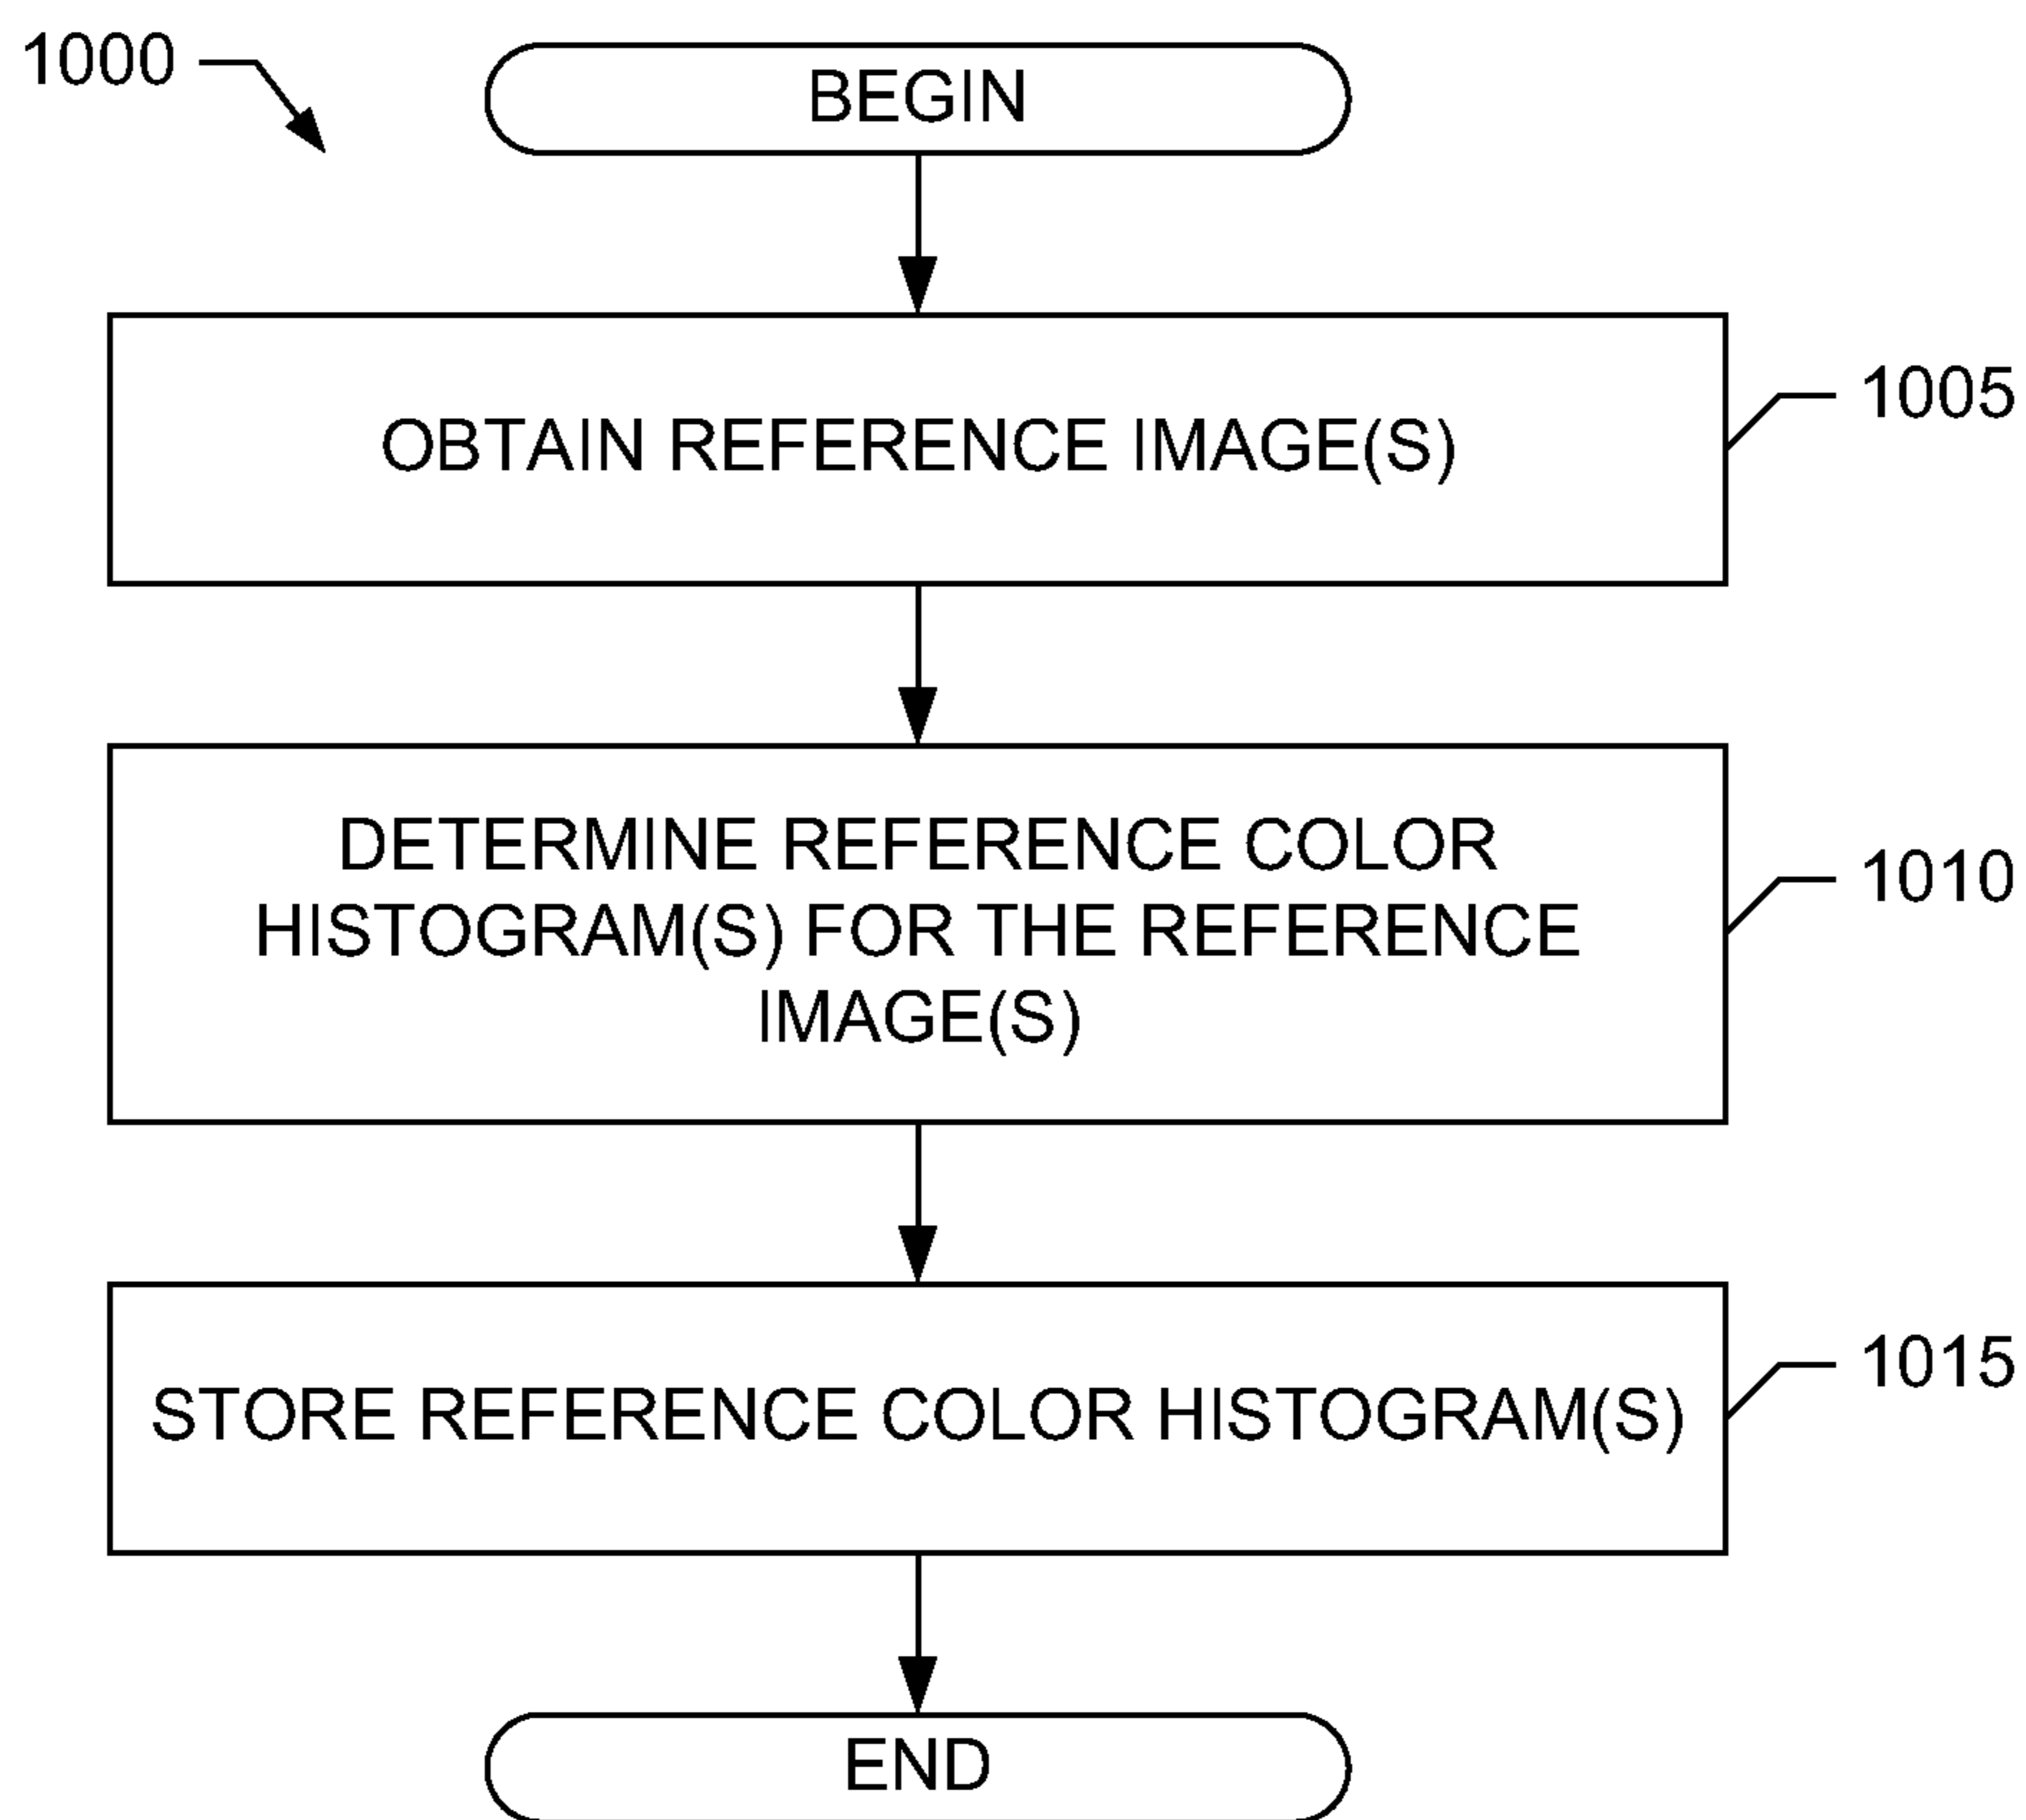 1000
BEGIN
OBTAIN REFERENCE IMAGE(S)
1005
DETERMINE REFERENCE COLOR
HISTOGRAM(S) FOR THE REFERENCE
IMAGE(S)
1010
STORE REFERENCE COLOR HISTOGRAM(S)
1015
END